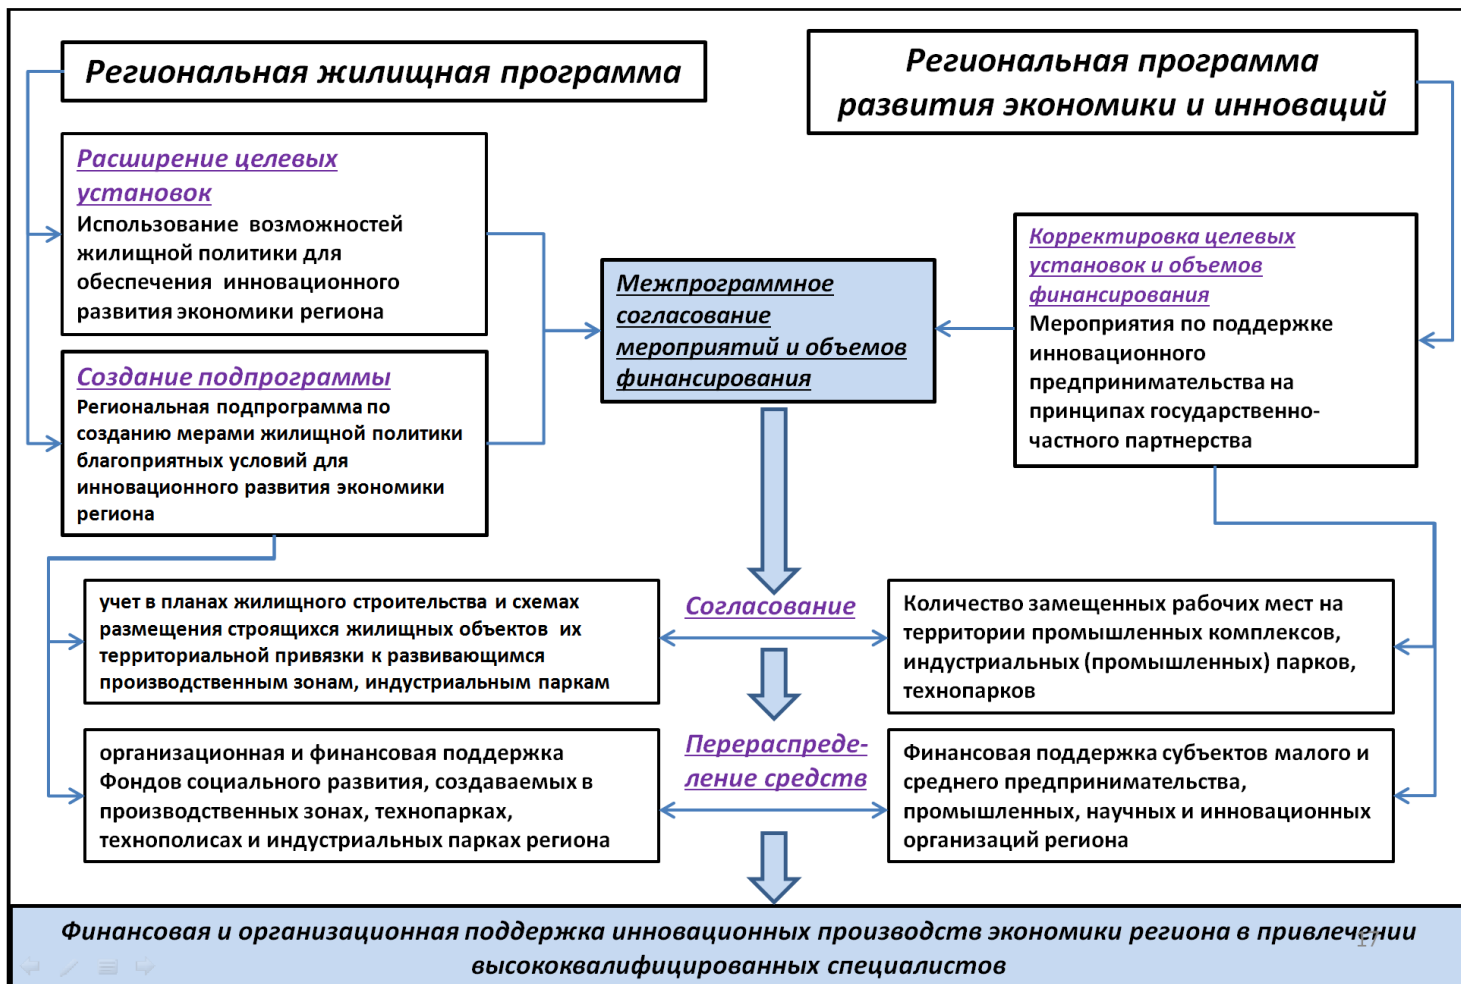 Региональная жилищная программа
Региональная программа
развития экономики и инноваций
Расширение целевых
установок
Использование возможностей
жилищной политики для
обеспечения инновационного
развития экономики региона
Создание подпрограммы
Региональная подпрограмма по
созданию мерами жилищной политики
благоприятных условий для
инновационного развития экономики
региона
Межпрограммное
согласование
мероприятий и объемов
финансирования
Корректировка целевых
установок и объемов
финансирования
Мероприятия по поддержке
инновационного
предпринимательства на
принципах государственно-
частного партнерства
учет в планах жилищного строительства и схемах
размещения строящихся жилищных объектов их
территориальной привязки к развивающимся
производственным зонам, индустриальным паркам
Согласование
Количество замещенных рабочих мест на
территории промышленных комплексов,
индустриальных (промышленных) парков,
технопарков
организационная и финансовая поддержка
Фондов социального развития, создаваемых в
производственных зонах, технопарках,
технополисах и индустриальных парках региона
Перераспреде-
ление средств
Финансовая поддержка субъектов малого и
среднего предпринимательства,
промышленных, научных и инновационных
организаций региона
Финансовая и организационная поддержка инновационных производств экономики региона в привлечении
высококвалифицированных специалистов
17